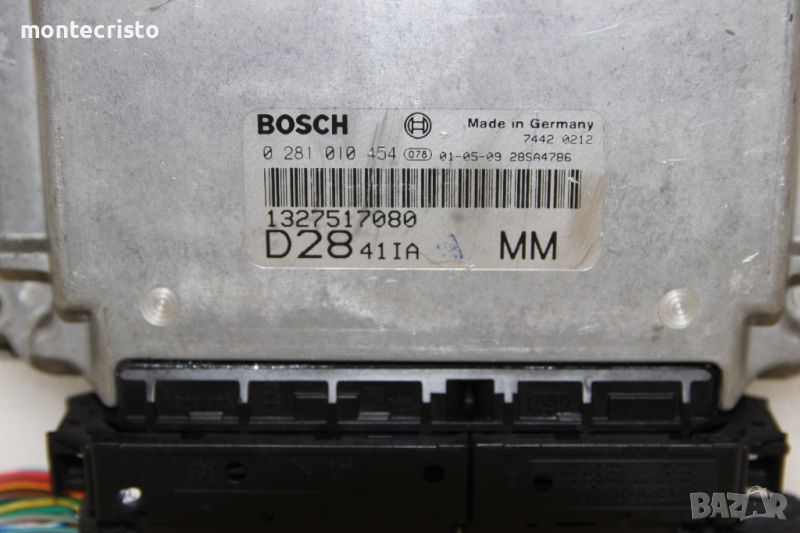 montecristo
BOSCH Made in Germany
7442 0212
0 281 010 454 078 01-05-09 28SA4786
1327517080
D28 41IA MM
BAZAR